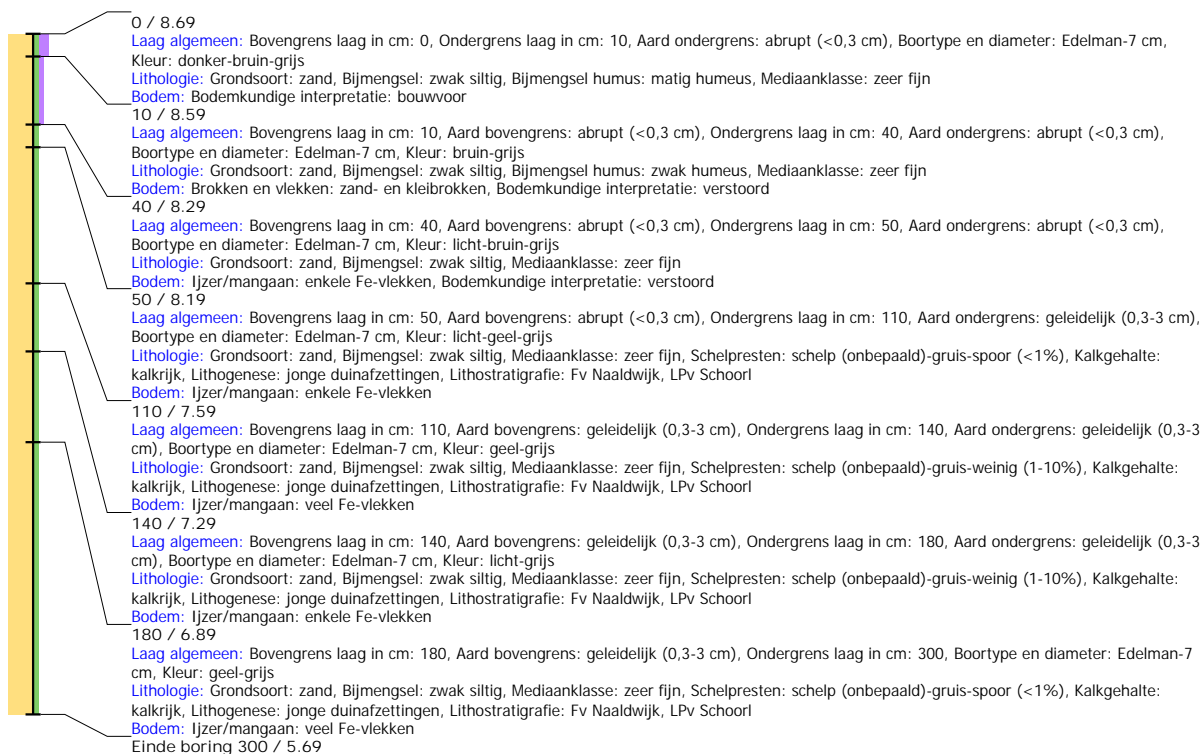 0 / 8.69
Laag algemeen: Bovengrens laag in cm: 0, Ondergrens laag in cm: 10, Aard ondergrens: abrupt (<0,3 cm), Boortype en diameter: Edelman-7 cm,
Kleur: donker-bruin-grijs
Lithologie: Grondsoort: zand, Bijmengsel: zwak siltig, Bijmengsel humus: matig humeus, Mediaanklasse: zeer fijn
Bodem: Bodemkundige interpretatie: bouwvoor
10 / 8.59
Laag algemeen: Bovengrens laag in cm: 10, Aard bovengrens: abrupt (<0,3 cm), Ondergrens laag in cm: 40, Aard ondergrens: abrupt (<0,3 cm),
Boortype en diameter: Edelman-7 cm, Kleur: bruin-grijs
Lithologie: Grondsoort: zand, Bijmengsel: zwak siltig, Bijmengsel humus: zwak humeus, Mediaanklasse: zeer fijn
Bodem: Brokken en vlekken: zand- en kleibrokken, Bodemkundige interpretatie: verstoord
40 / 8.29
Laag algemeen: Bovengrens laag in cm: 40, Aard bovengrens: abrupt (<0,3 cm), Ondergrens laag in cm: 50, Aard ondergrens: abrupt (<0,3 cm),
Boortype en diameter: Edelman-7 cm, Kleur: licht-bruin-grijs
Lithologie: Grondsoort: zand, Bijmengsel: zwak siltig, Mediaanklasse: zeer fijn
Bodem: Ijzer/mangaan: enkele Fe-vlekken, Bodemkundige interpretatie: verstoord
50 / 8.19
Laag algemeen: Bovengrens laag in cm: 50, Aard bovengrens: abrupt (<0,3 cm), Ondergrens laag in cm: 110, Aard ondergrens: geleidelijk (0,3-3 cm),
Boortype en diameter: Edelman-7 cm, Kleur: licht-geel-grijs
Lithologie: Grondsoort: zand, Bijmengsel: zwak siltig, Mediaanklasse: zeer fijn, Schelpresten: schelp (onbepaald)-gruis-spoor (<1%), Kalkgehalte:
kalkrijk, Lithogenese: jonge duinafzettingen, Lithostratigrafie: Fv Naaldwijk, LPv Schoorl
Bodem: Ijzer/mangaan: enkele Fe-vlekken
110 / 7.59
Laag algemeen: Bovengrens laag in cm: 110, Aard bovengrens: geleidelijk (0,3-3 cm), Ondergrens laag in cm: 140, Aard ondergrens: geleidelijk (0,3-3
cm), Boortype en diameter: Edelman-7 cm, Kleur: geel-grijs
Lithologie: Grondsoort: zand, Bijmengsel: zwak siltig, Mediaanklasse: zeer fijn, Schelpresten: schelp (onbepaald)-gruis-weinig (1-10%), Kalkgehalte:
kalkrijk, Lithogenese: jonge duinafzettingen, Lithostratigrafie: Fv Naaldwijk, LPv Schoorl
Bodem: Ijzer/mangaan: veel Fe-vlekken
140 / 7.29
Laag algemeen: Bovengrens laag in cm: 140, Aard bovengrens: geleidelijk (0,3-3 cm), Ondergrens laag in cm: 180, Aard ondergrens: geleidelijk (0,3-3
cm), Boortype en diameter: Edelman-7 cm, Kleur: licht-grijs
Lithologie: Grondsoort: zand, Bijmengsel: zwak siltig, Mediaanklasse: zeer fijn, Schelpresten: schelp (onbepaald)-gruis-weinig (1-10%), Kalkgehalte:
kalkrijk, Lithogenese: jonge duinafzettingen, Lithostratigrafie: Fv Naaldwijk, LPv Schoorl
Bodem: Ijzer/mangaan: enkele Fe-vlekken
180 / 6.89
Laag algemeen: Bovengrens laag in cm: 180, Aard bovengrens: geleidelijk (0,3-3 cm), Ondergrens laag in cm: 300, Boortype en diameter: Edelman-7
cm, Kleur: geel-grijs
Lithologie: Grondsoort: zand, Bijmengsel: zwak siltig, Mediaanklasse: zeer fijn, Schelpresten: schelp (onbepaald)-gruis-spoor (<1%), Kalkgehalte:
kalkrijk, Lithogenese: jonge duinafzettingen, Lithostratigrafie: Fv Naaldwijk, LPv Schoorl
Bodem: Ijzer/mangaan: veel Fe-vlekken
Einde boring 300 / 5.69